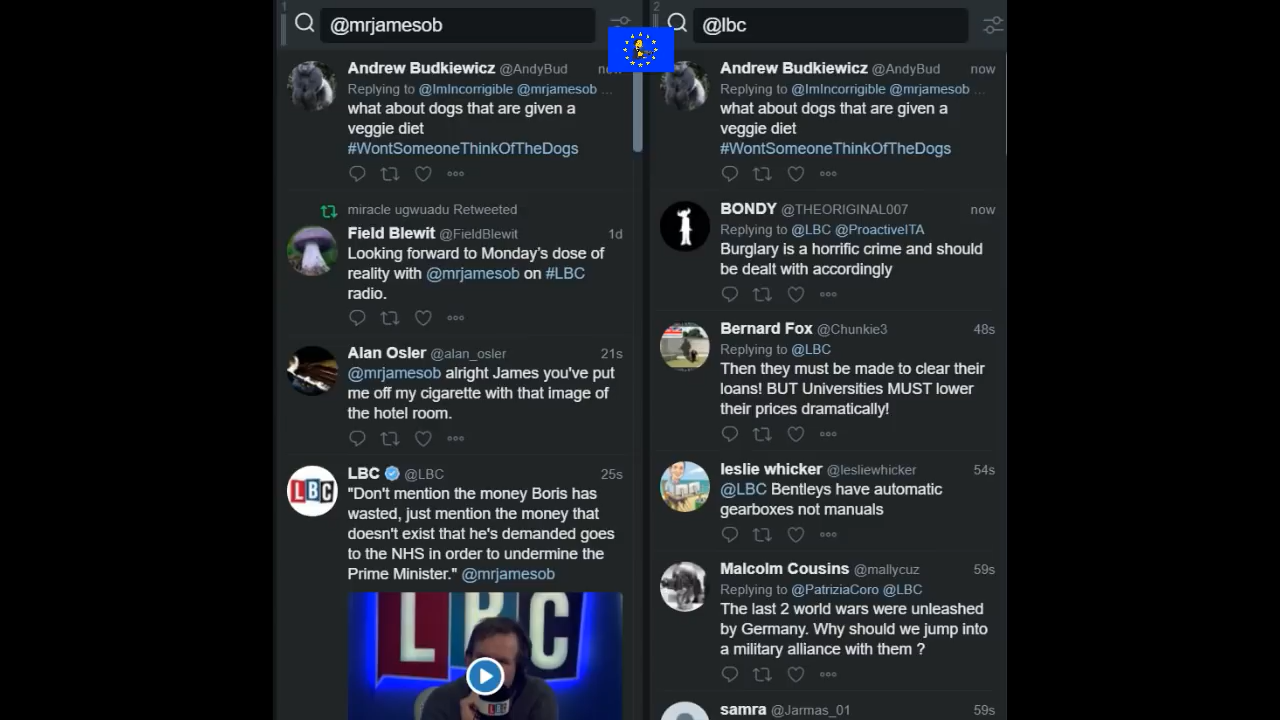 1
@mrjamesob
Andrew Budkiewicz @AndyBud
Replying to @ImIncorrigible @mrjamesob ...
what about dogs that are given a
veggie diet
#WontSomeoneThinkOfTheDogs
miracle ugwuadu Retweeted
Field Blewit @FieldBlewit 1d
Looking forward to Monday's dose of
reality with @mrjamesob on #LBC
radio.
Alan Osler @alan_osler 21s
@mrjamesob alright James you've put
me off my cigarette with that image of
the hotel room.
LBC @LBC 25s
"Don't mention the money Boris has
wasted, just mention the money that
doesn't exist that he's demanded goes
to the NHS in order to undermine the
Prime Minister." @mrjamesob
LBC
LBC
LBC
2
@lbc
Andrew Budkiewicz @AndyBud now
Replying to @ImIncorrigible @mrjamesob ...
what about dogs that are given a
veggie diet
#WontSomeoneThinkOfTheDogs
BONDY @THEORIGINAL007 now
Replying to @LBC @ProactiveITA
Burglary is a horrific crime and should
be dealt with accordingly
Bernard Fox @Chunkie3 48s
Replying to @LBC
Then they must be made to clear their
loans! BUT Universities MUST lower
their prices dramatically!
leslie whicker @lesliewhicker 54s
@LBC Bentleys have automatic
gearboxes not manuals
Malcolm Cousins @mallycuz 59s
Replying to @PatriziaCoro @LBC
The last 2 world wars were unleashed
by Germany. Why should we jump into
a military alliance with them ?
samra @Jarmas_01 59s